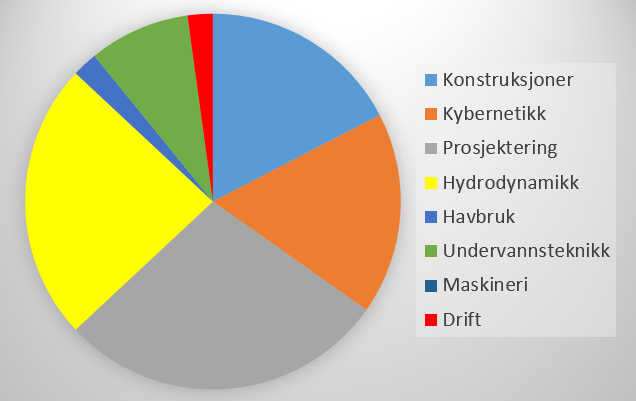 Konstruksjoner
Kybernetikk
Prosjektering
Hydrodynamikk
Havbruk
Undervannsteknikk
Maskineri
Drift